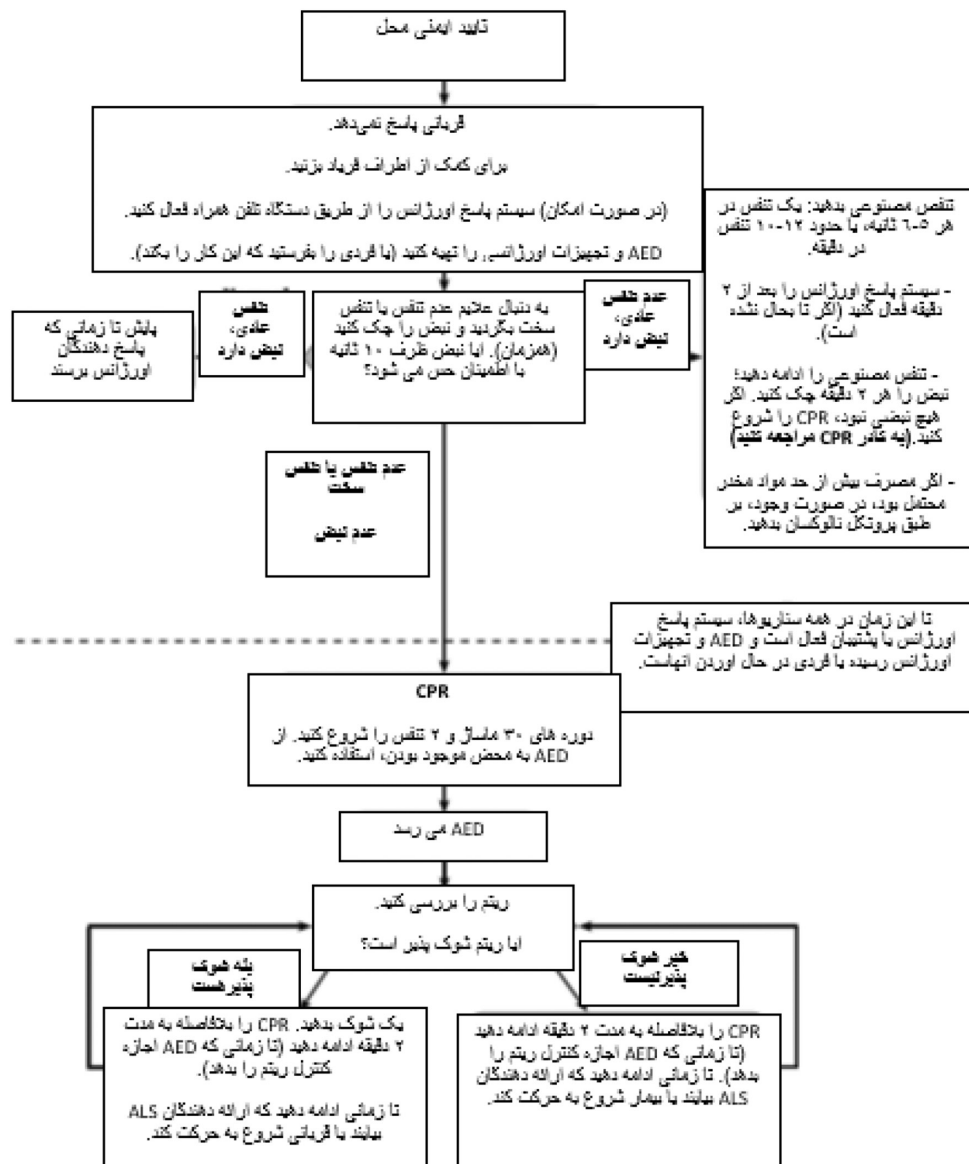 تایید ایمنی محل
قربانی پاسخ نمی‌دهد.
برای کمک از اطراف فریاد بزنید.
(در صورت امکان) سیستم پاسخ اورژانس را از طریق دستگاه تلفن همراه فعال کنید.
AED و تجهیزات اورژانسی را تهیه کنید (یا فردی را بفرستید که این کار را بکند).
تنفس مصنوعی بدهید: یک تنفس در
هر ۵-۶ ثانیه، یا حدود ۱۲-۱۰ تنفس
در دقیقه.
- سیستم پاسخ اورژانس را بعد از ۲
دقیقه فعال کنید (اگر تا بحال نشده
است).
- تنفس مصنوعی را ادامه دهید؛
نبض را هر ۲ دقیقه چک کنید. اگر
هیچ نبضی نبود، CPR را شروع
کنید.(به کادر CPR مراجعه کنید)
- اگر مصرف بیش از حد مواد مخدر
محتمل بود، در صورت وجود، بر
طبق پروتکل نالوکسان بدهید.
عدم تنفس
عادی،
نبض دارد
به دنبال علایم عدم تنفس یا تنفس
سخت بگردید و نبض را چک کنید
(همزمان). ایا نبض ظرف ۱۰ ثانیه
با اطمینان حس می شود؟
تنفس
عادی،
نبض دارد
پایش تا زمانی که
پاسخ دهندگان
اورژانس برسند
عدم تنفس یا تنفس
سخت
عدم نبض
تا این زمان در همه سناریوها، سیستم پاسخ
اورژانس یا پشتیبان فعال است و AED و تجهیزات
اورژانس رسیده یا فردی در حال اوردن انهاست.
CPR
دوره های ۳۰ ماساژ و ۲ تنفس را شروع کنید. از
AED به محض موجود بودن، استفاده کنید.
AED می رسد
ریتم را بررسی کنید.
ایا ریتم شوک پذیر است؟
خیر شوک
پذیرنیست
بله شوک
پذیرهست
CPR را بلافاصله به مدت ۲ دقیقه ادامه دهید
(تا زمانی که AED اجازه کنترل ریتم را
بدهد). تا زمانی ادامه دهید که ارائه دهندگان
ALS بیایند یا بیمار شروع به حرکت کند.
یک شوک بدهید. CPR را بلافاصله به مدت
۲ دقیقه ادامه دهید (تا زمانی که AED اجازه
کنترل ریتم را بدهد).
تا زمانی ادامه دهید که ارائه دهندگان ALS
بیایند یا قربانی شروع به حرکت کند.